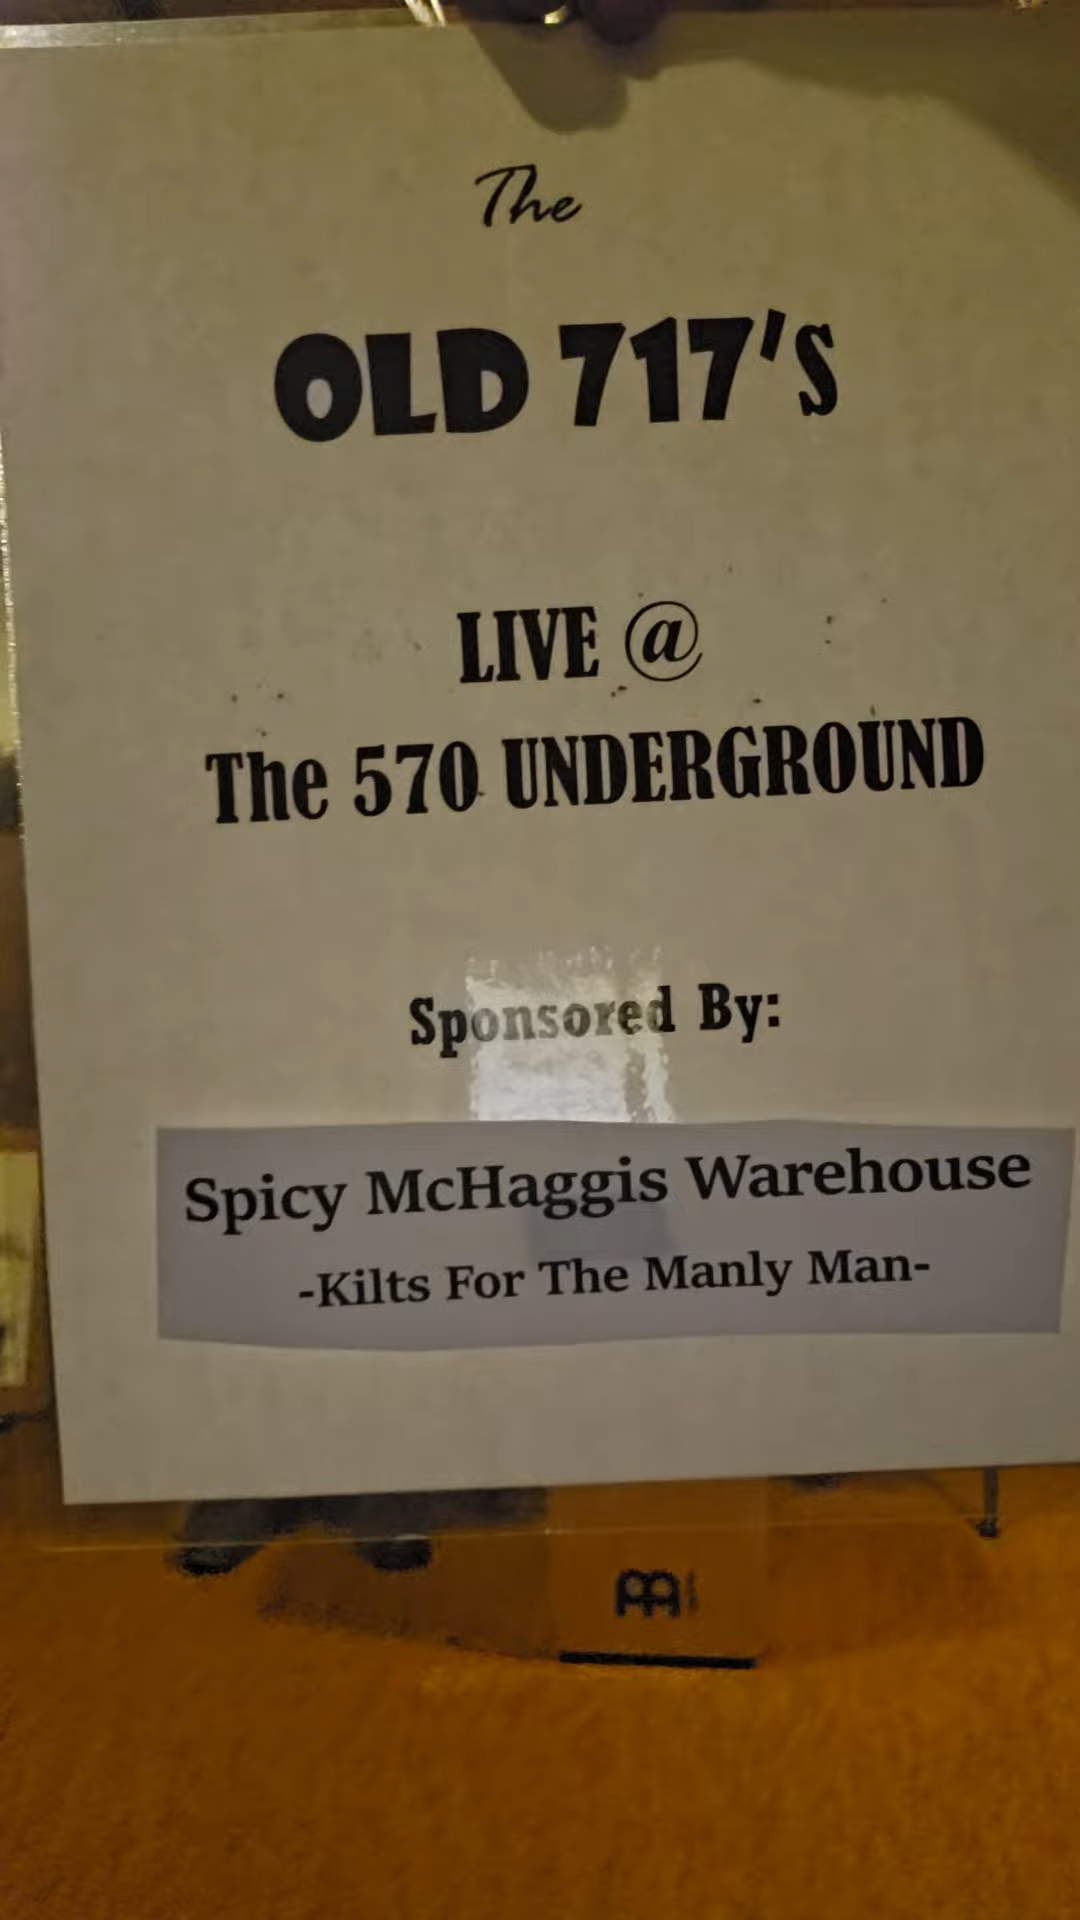 The
OLD 717's
LIVE @
The 570 UNDERGROUND
Sponsored By:
Spicy McHaggis Warehouse
-Kilts For The Manly Man-